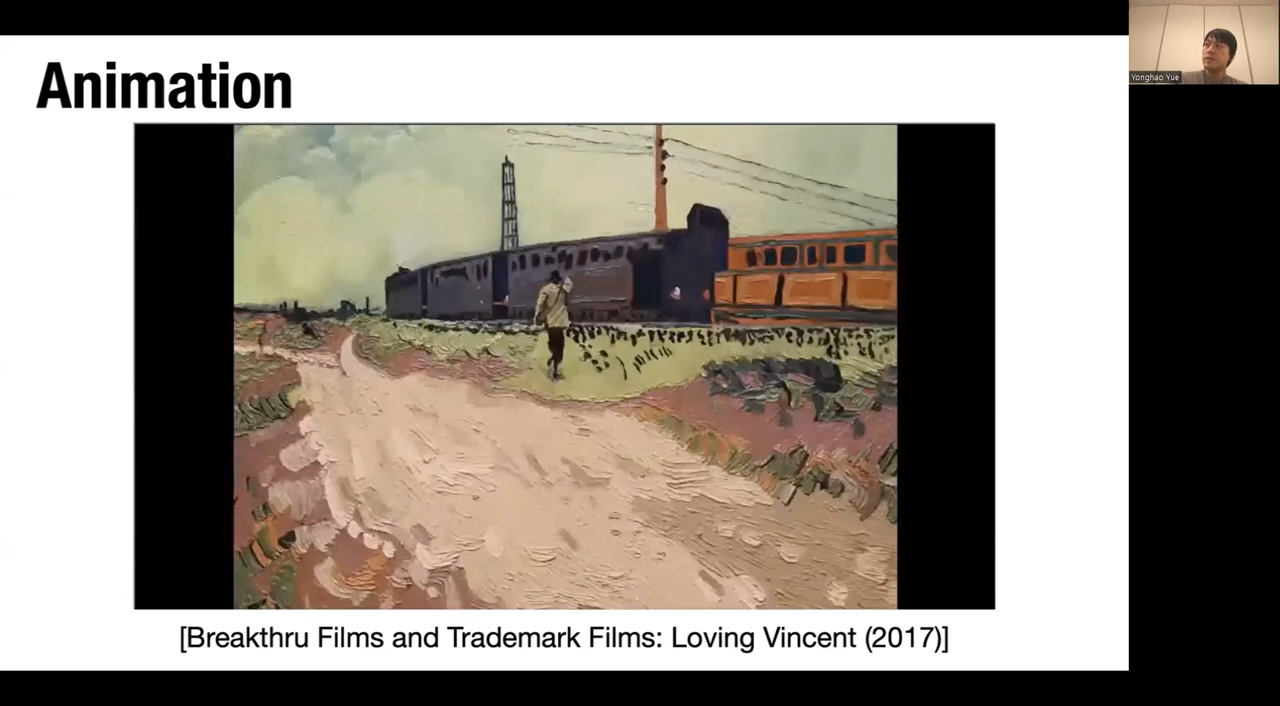 Animation
Yonghao Yue
[Breakthru Films and Trademark Films: Loving Vincent (2017)]